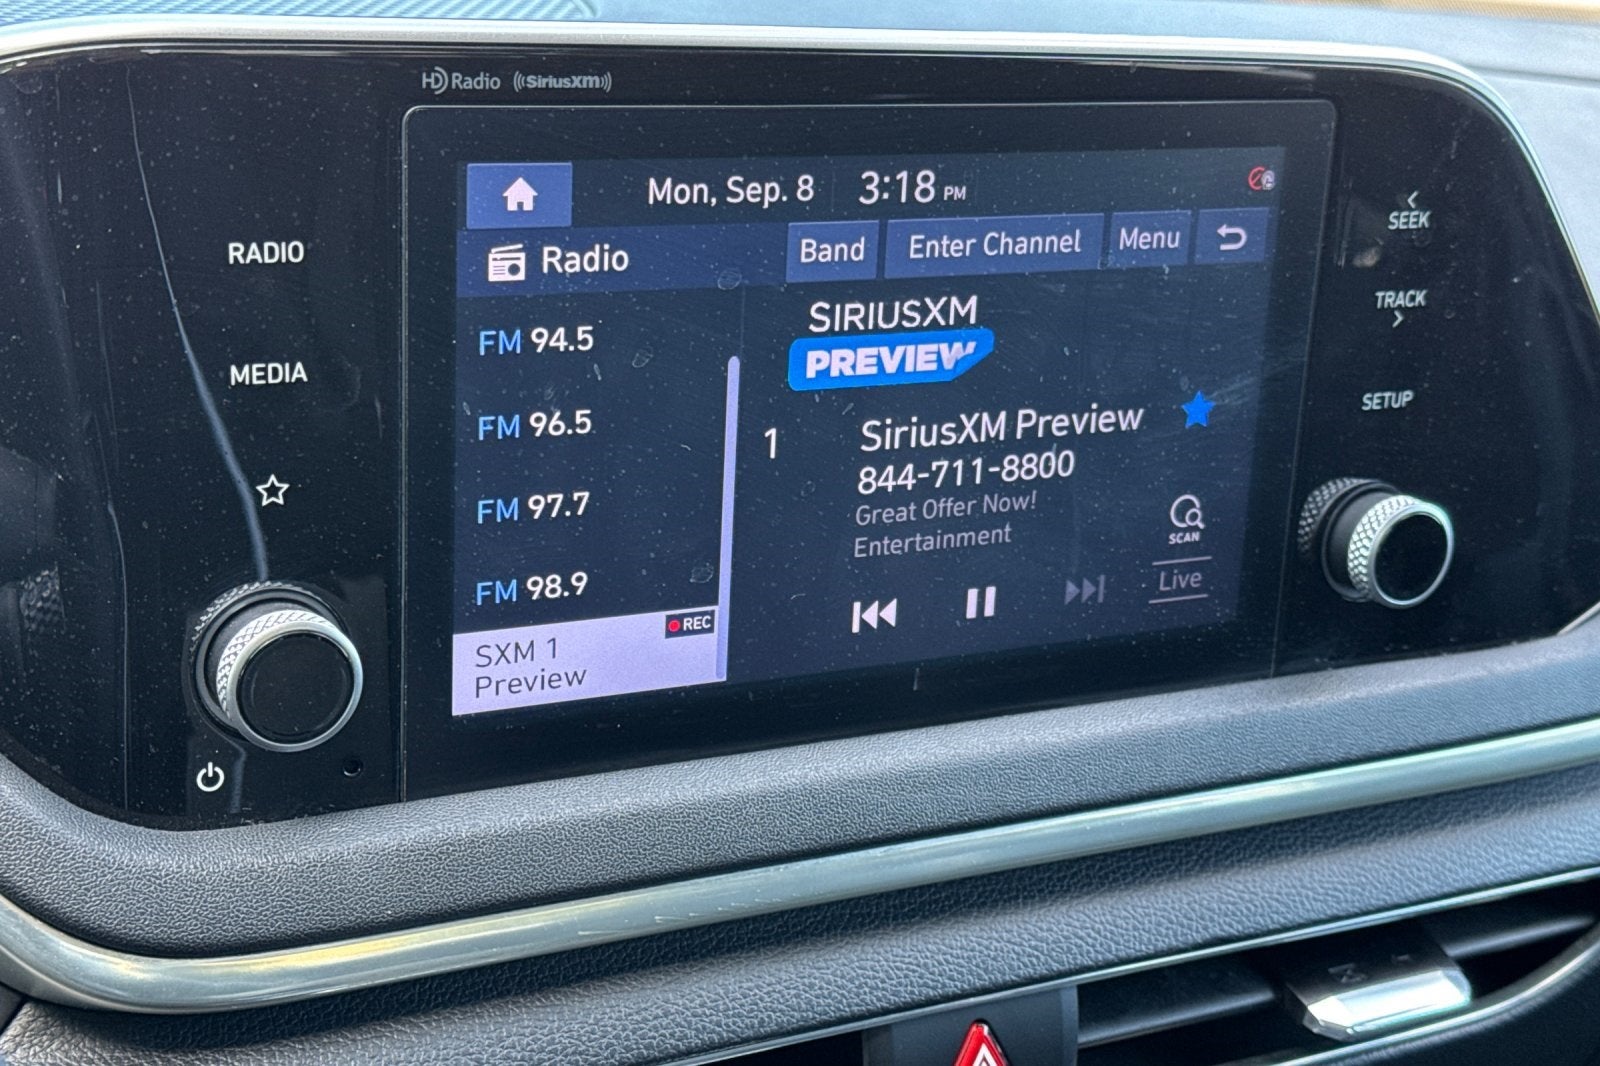 HD Radio ((SiriusXM))
Mon, Sep. 8 3:18 PM
RADIO
MEDIA
Radio
Band
Enter Channel
Menu
FM 94.5
FM 96.5
FM 97.7
FM 98.9
SXM 1
REC
Preview
SIRIUSXM
PREVIEW
1
SiriusXM Preview
844-711-8800
Great Offer Now!
Entertainment
SCAN
Live
SEEK
TRACK
SETUP